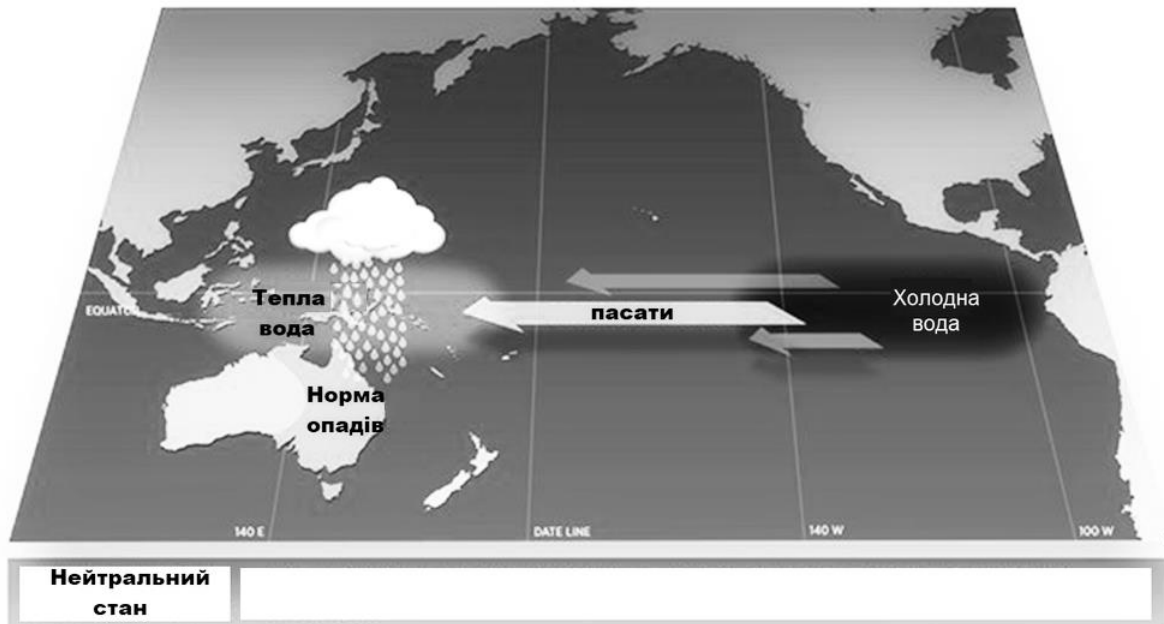 Тепла
вода
EQUATOR
пасати
Холодна
вода
Норма
опадів
140 E
DATE LINE
140 W
100 W
Нейтральний
стан